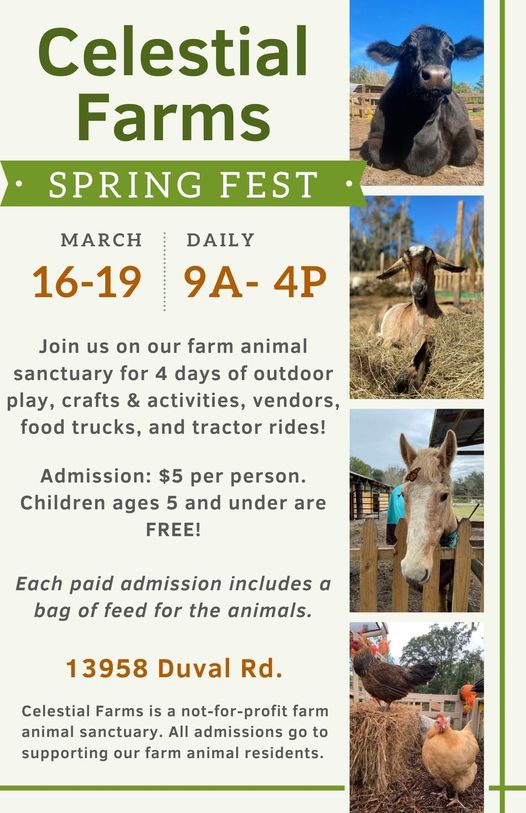 Celestial
Farms
· SPRING FEST ·
MARCH
16-19
DAILY
9A- 4P
Join us on our farm animal
sanctuary for 4 days of outdoor
play, crafts & activities, vendors,
food trucks, and tractor rides!
Admission: $5 per person.
Children ages 5 and under are
FREE!
Each paid admission includes a
bag of feed for the animals.
13958 Duval Rd.
Celestial Farms is a not-for-profit farm
animal sanctuary. All admissions go to
supporting our farm animal residents.